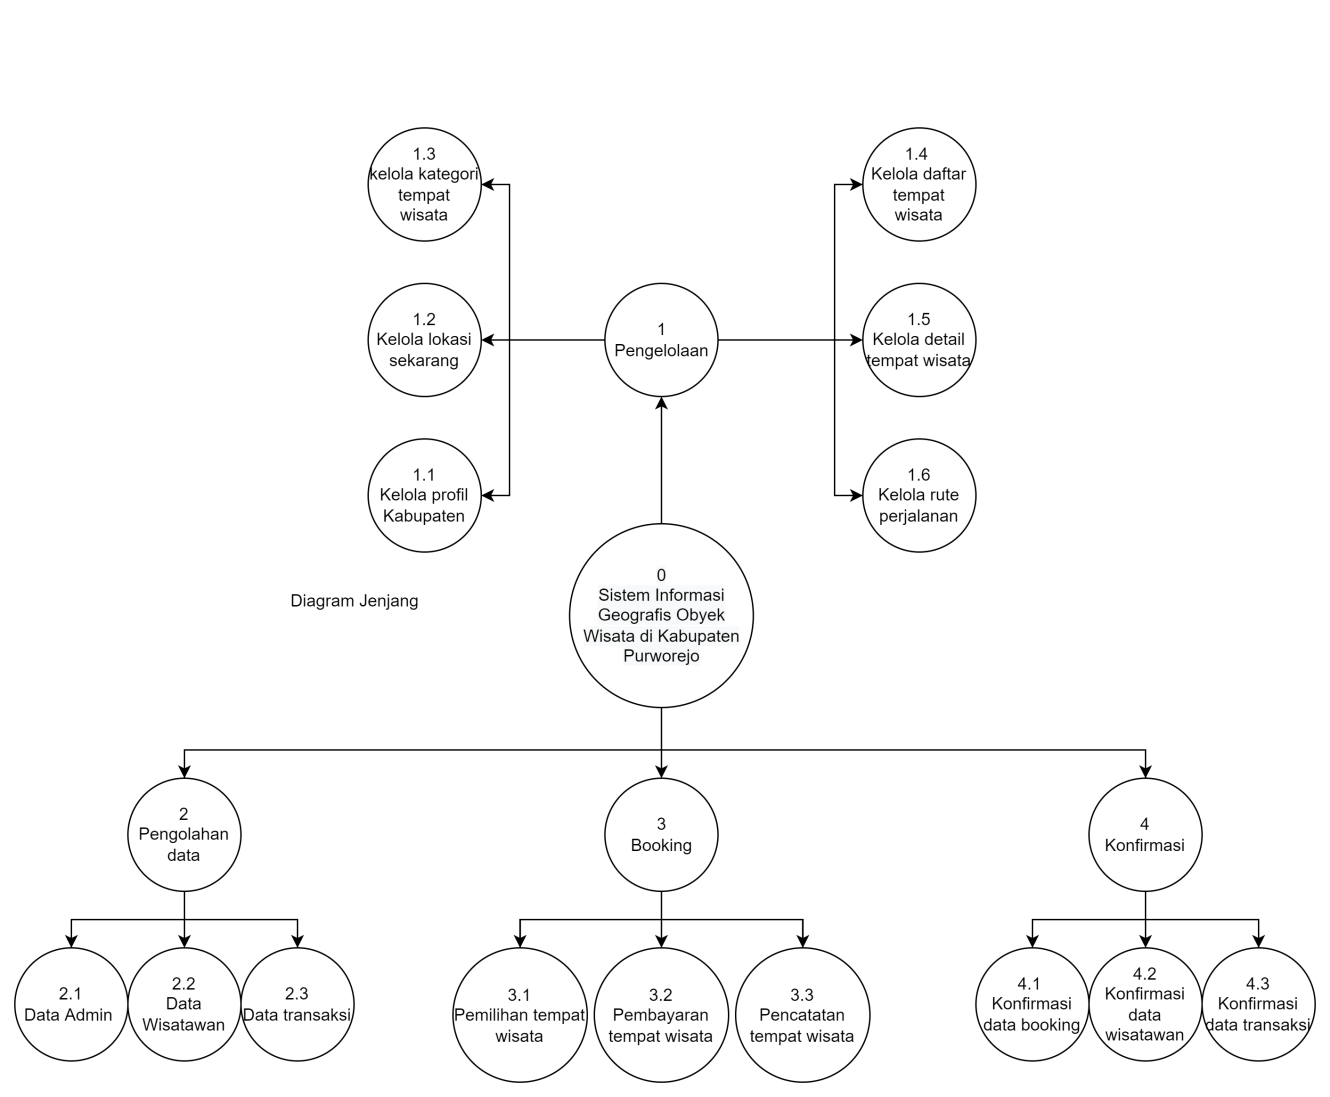 1.3
kelola kategori
tempat
wisata
1.4
Kelola daftar
tempat
wisata
1.2
Kelola lokasi
sekarang
1
Pengelolaan
1.5
Kelola detail
tempat wisata
1.1
Kelola profil
Kabupaten
1.6
Kelola rute
perjalanan
Diagram Jenjang
0
Sistem Informasi
Geografis Obyek
Wisata di Kabupaten
Purworejo
2
Pengolahan
data
3
Booking
4
Konfirmasi
2.1
Data Admin
2.2
Data
Wisatawan
2.3
Data transaksi
3.1
Pemilihan tempat
wisata
3.2
Pembayaran
tempat wisata
3.3
Pencatatan
tempat wisata
4.1
Konfirmasi
data booking
4.2
Konfirmasi
data
wisatawan
4.3
Konfirmasi
data transaksi